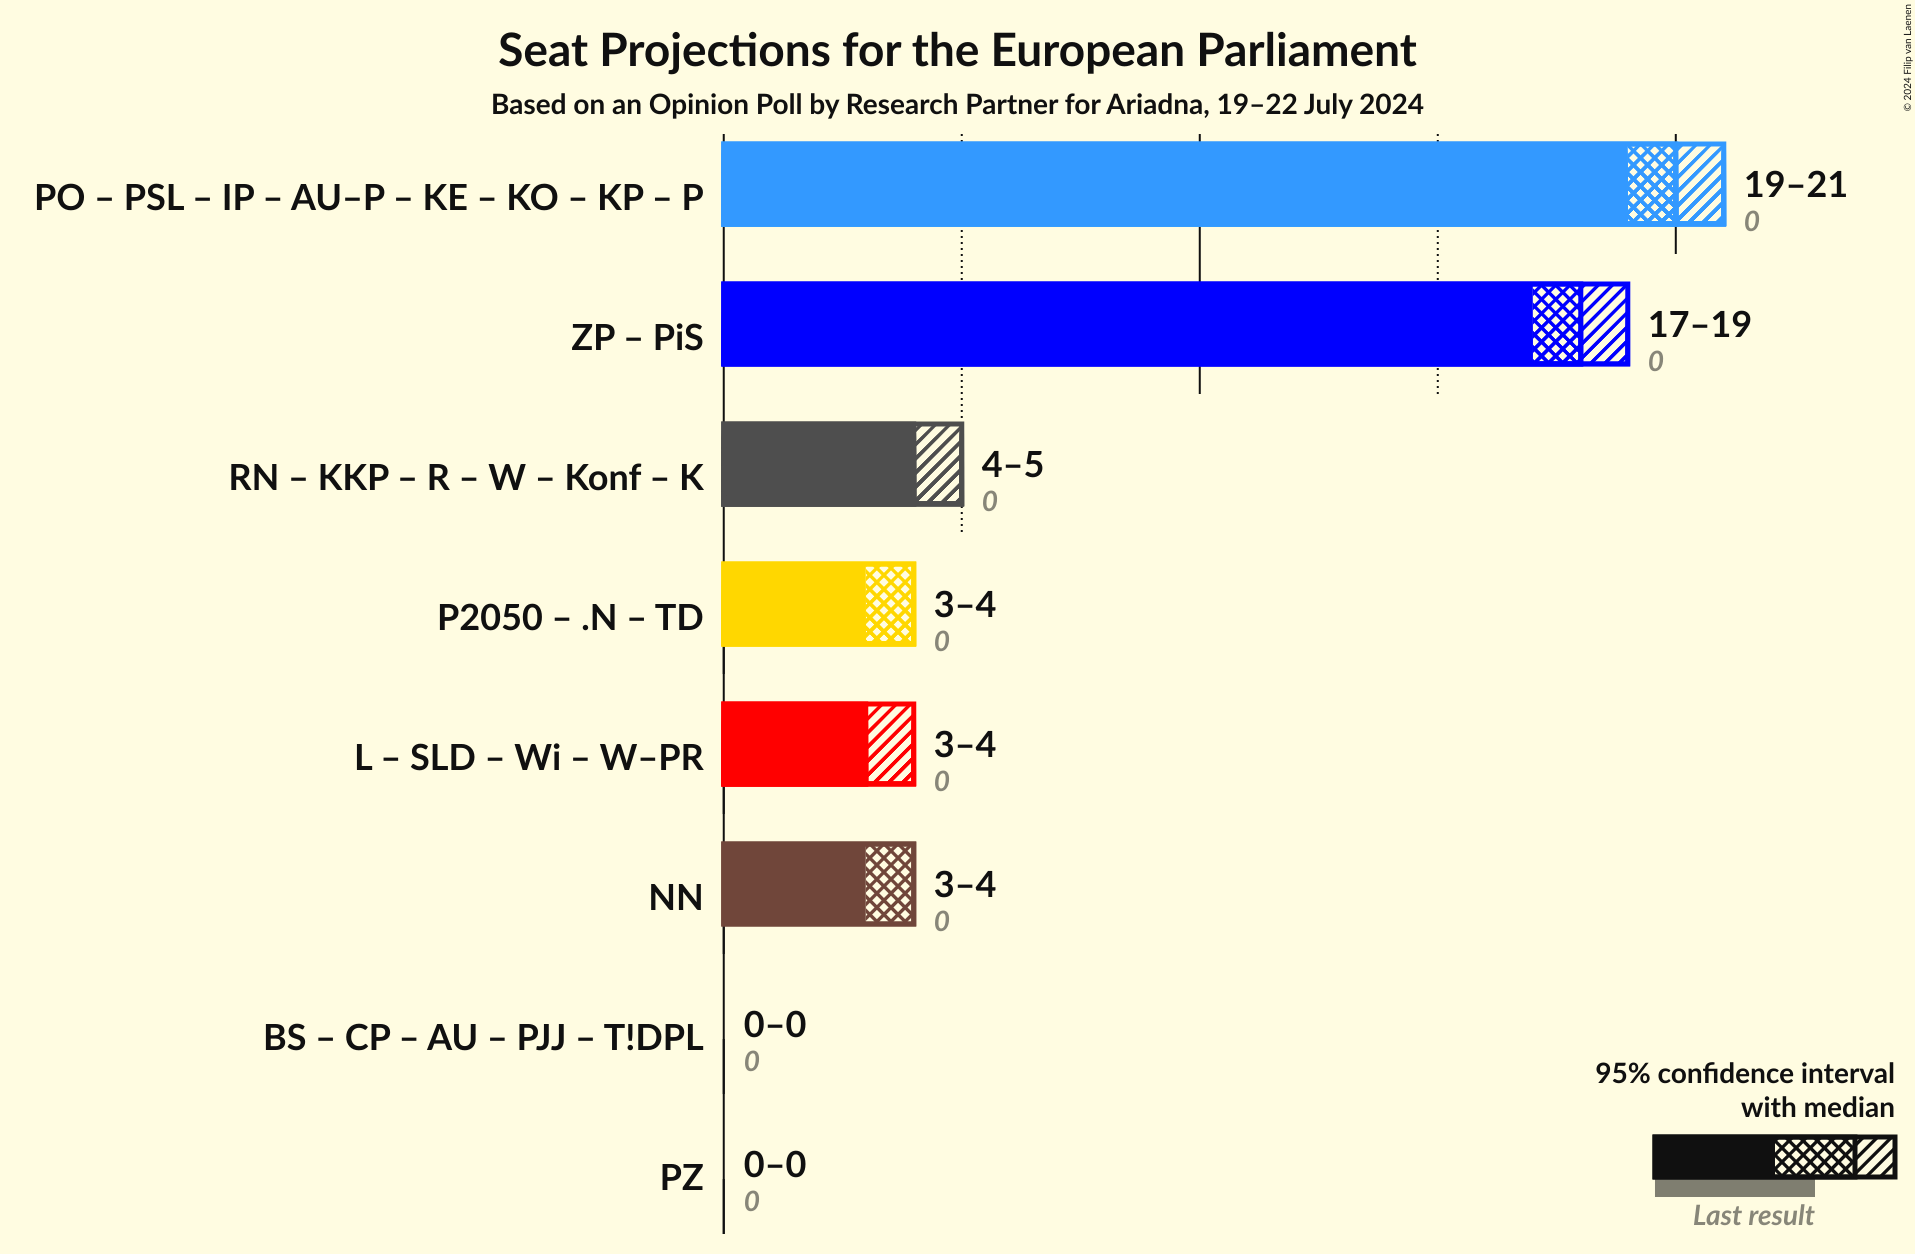 Seat Projections for the European Parliament
Based on an Opinion Poll by Research Partner for Ariadna, 19–22 July 2024
© 2024 Filip van Laenen
PO – PSL – IP – AU–P – KE – KO – KP – P
19–21
0
ZP – PiS
17–19
0
RN – KKP – R – W – Konf – K
4–5
0
P2050 – .N – TD
3–4
0
L – SLD – Wi – W–PR
3–4
0
NN
3–4
0
BS – CP – AU – PJJ – T!DPL
0–0
0
PZ
0–0
0
95% confidence interval
with median
Last result